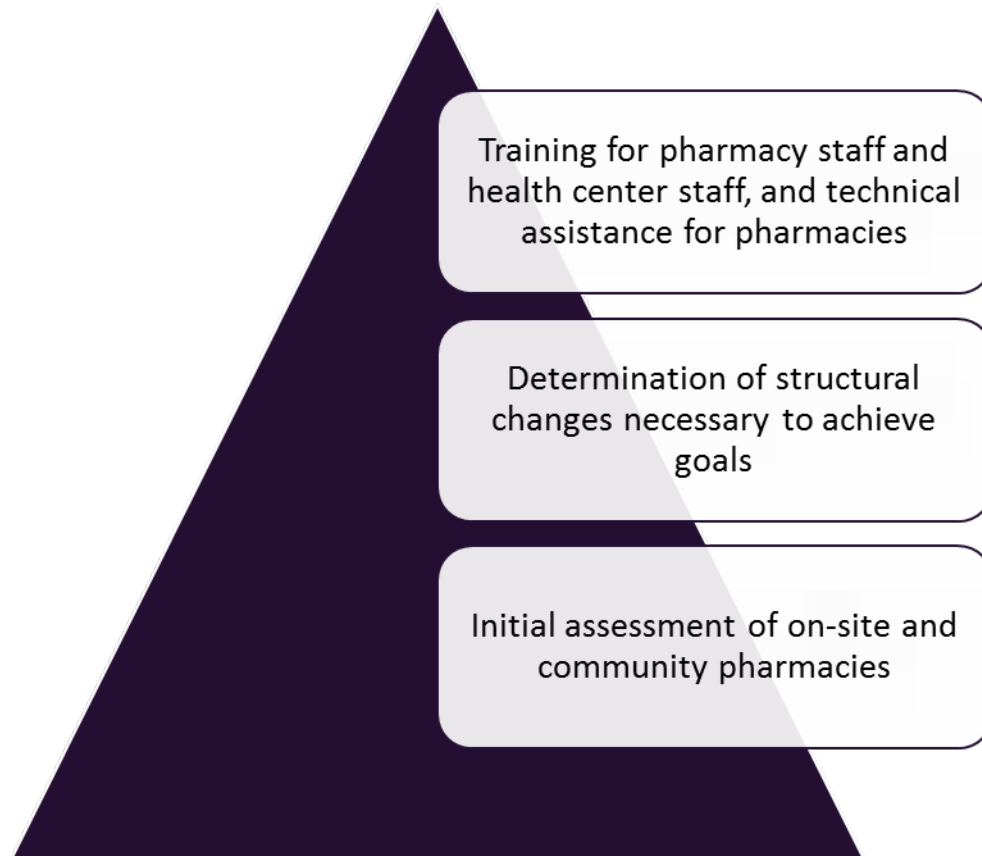 Training for pharmacy staff and
health center staff, and technical
assistance for pharmacies
Determination of structural
changes necessary to achieve
goals
Initial assessment of on-site and
community pharmacies